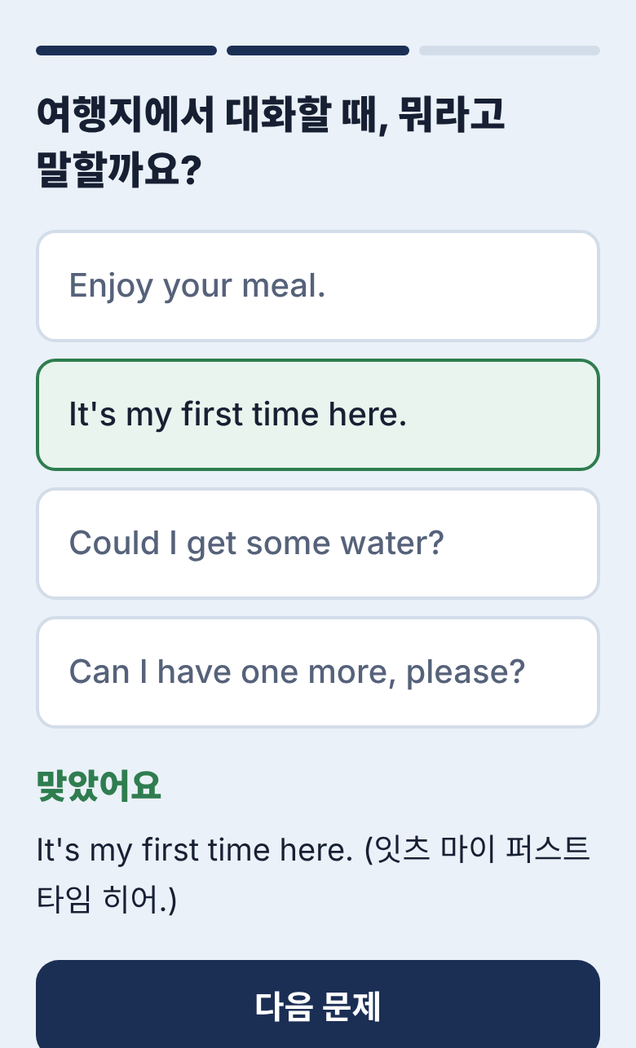 여행지에서 대화할 때, 뭐라고
말할까요?
Enjoy your meal.
It's my first time here.
Could I get some water?
Can I have one more, please?
맞았어요
It's my first time here. (잇츠 마이 퍼스트
타임 히어.)
다음 문제